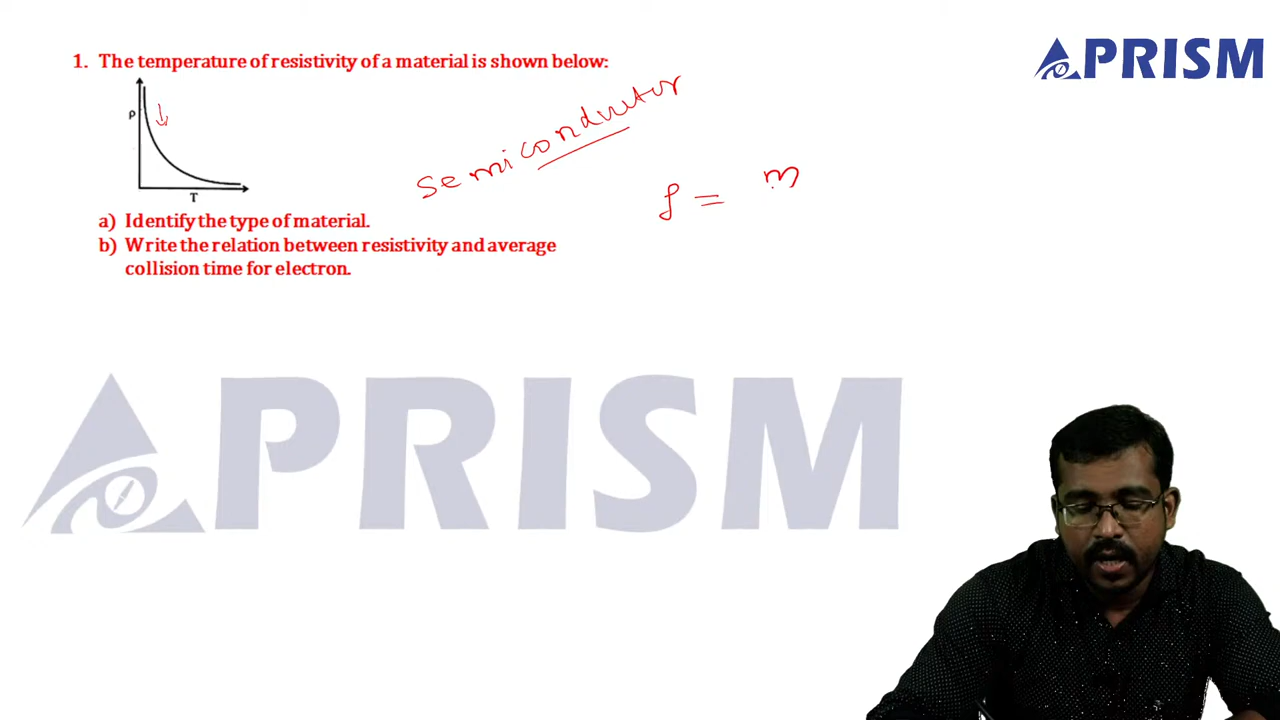 PRISM
1. The temperature of resistivity of a material is shown below:
ρ
T
semiconductor
ρ = m
a) Identify the type of material.
b) Write the relation between resistivity and average
collision time for electron.
PRISM